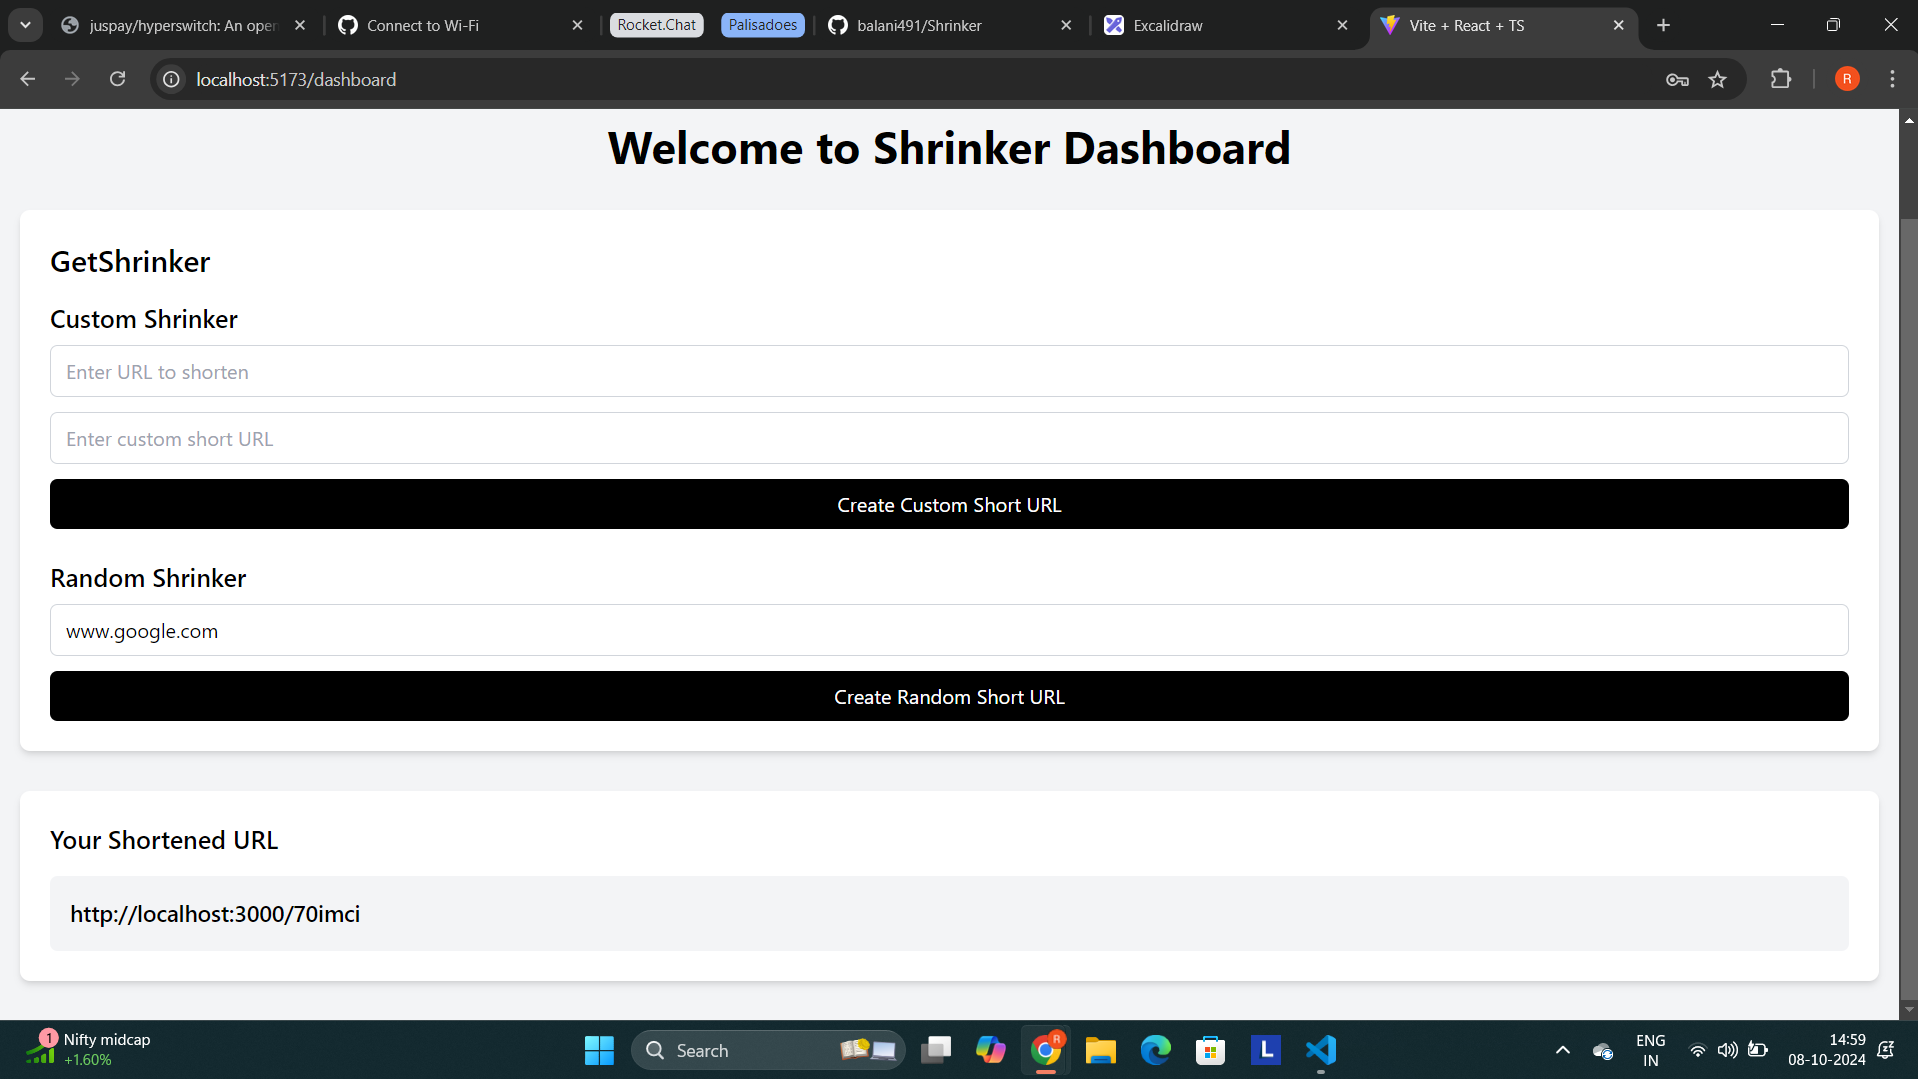 juspay/hyperswitch: An open
Connect to Wi-Fi
Rocket.Chat
Palisadoes
balani491/Shrinker
Excalidraw
Vite + React + TS
localhost:5173/dashboard
R
Welcome to Shrinker Dashboard
GetShrinker
Custom Shrinker
Enter URL to shorten
Enter custom short URL
Create Custom Short URL
Random Shrinker
www.google.com
Create Random Short URL
Your Shortened URL
http://localhost:3000/70imci
1
Nifty midcap
+1.60%
Search
R
L
ENG
IN
14:59
08-10-2024